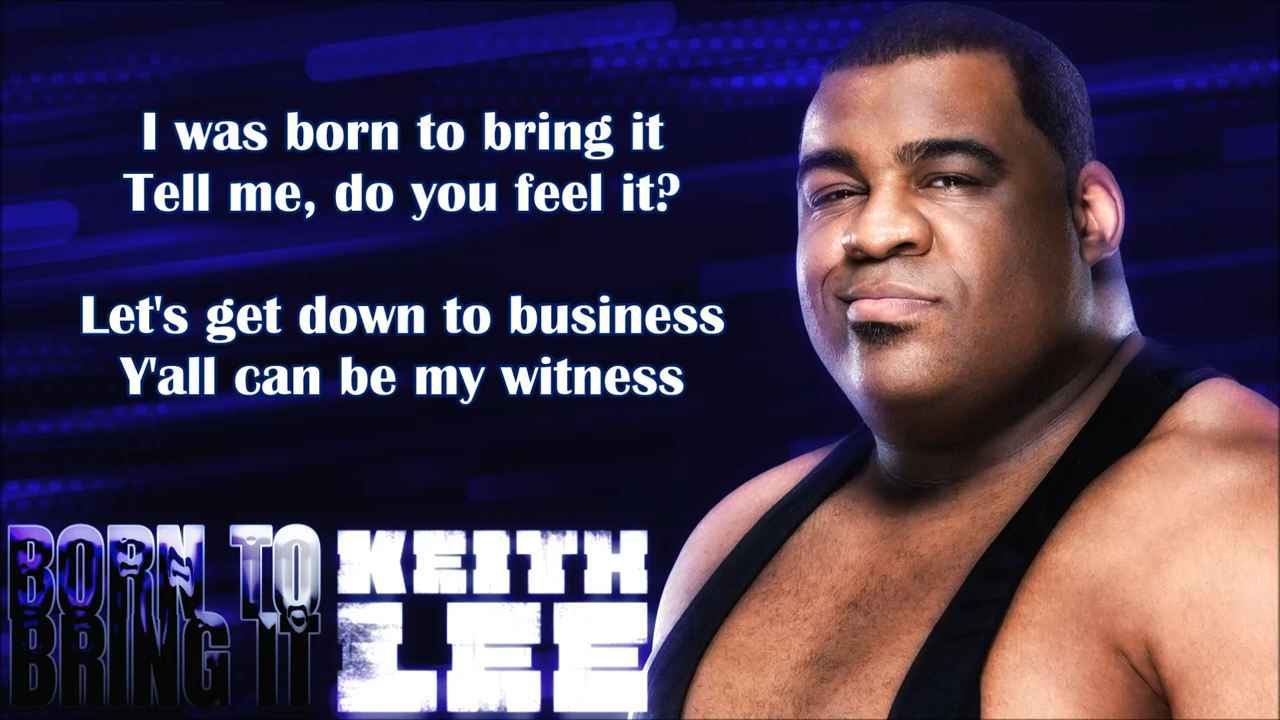 I was born to bring it
Tell me, do you feel it?
Let's get down to business
Y'all can be my witness
BORN TO
BRING IT
KEITH
LEE